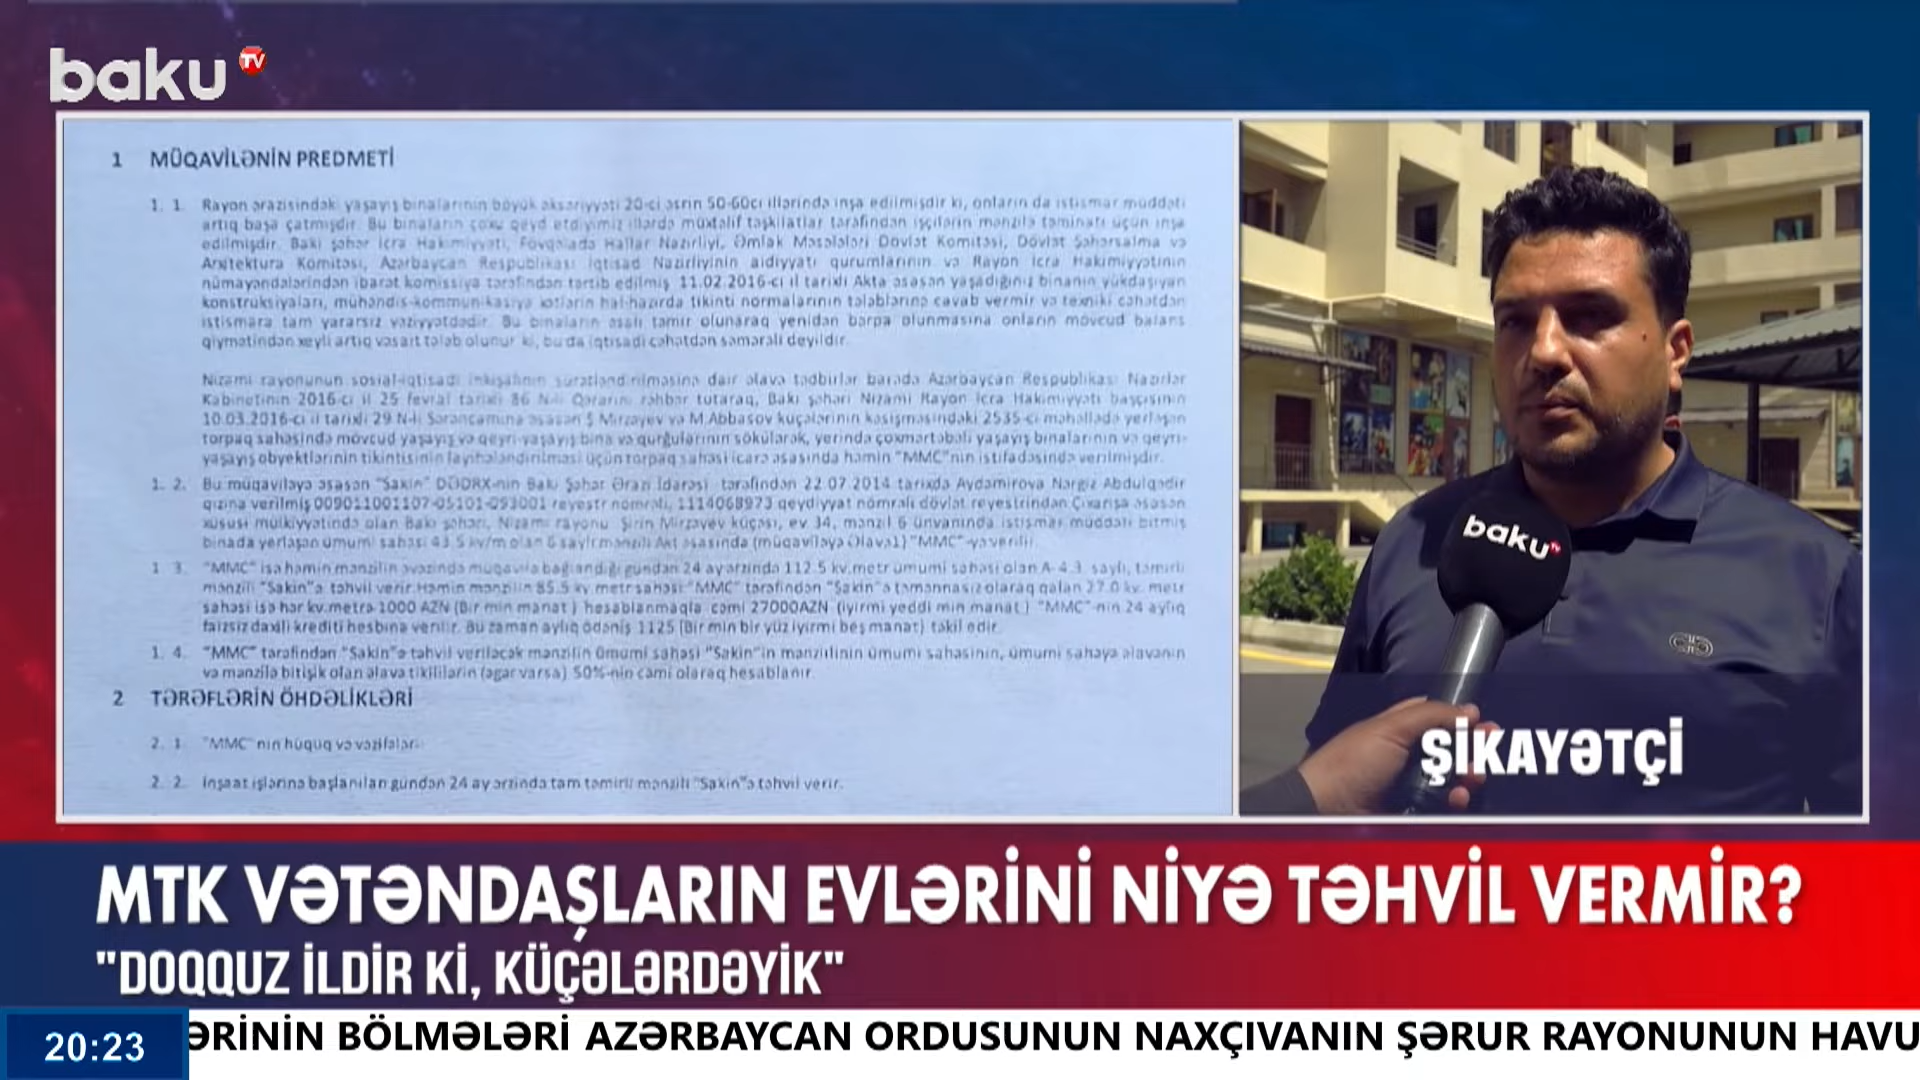 baku TV
1 MÜQAVİLƏNİN PREDMETİ
1. 1. Rayon ərazisindəki yaşayış binalarının böyük əksəriyyəti 20-ci əsrin 50-60cı illərində inşa edilmişdir ki, onların da istismar müddəti
artıq başa çatmışdır. Bu binaların çoxu qeyd etdiyimiz illərdə müxtəlif təşkilatlar tərəfindən işçilərin mənzilə təminatı üçün inşa
edilmişdir. Bakı şəhər İcra Hakimiyyəti, Fövqəladə Hallar Nazirliyi, Əmlak Məsələləri Dövlət Komitəsi, Dövlət Şəhərsalma və
Arxitektura Komitəsi, Azərbaycan Respublikası İqtisad Nazirliyinin aidiyyatı qurumlarının və Rayon İcra Hakimiyyətinin
nümayəndələrindən ibarət komissiya tərəfindən tərtib edilmiş 11.02.2016-cı il tarixli Akta əsasən yaşadığınız binanın yükdaşıyan
konstruksiyaları, mühəndis-kommunikasiya xətlərin hal-hazırda tikinti normalarının tələblərinə cavab vermir və texniki cəhətdən
istismara tam yararsız vəziyyətdədir. Bu binaların əsaslı təmir olunaraq yenidən bərpa olunmasına onların mövcud balans
qiymətindən xeyli artıq vəsait tələb olunur ki, bu da iqtisadi cəhətdən səmərəli deyildir.
Nizami rayonunun sosial-iqtisadi inkişafının sürətləndirilməsinə dair əlavə tədbirlər barədə Azərbaycan Respublikası Nazirlər
Kabinetinin 2016-cı il 25 fevral tarixli 86 N-li Qərarını rəhbər tutaraq, Bakı şəhəri Nizami Rayon İcra Hakimiyyəti başçısının
10.03.2016-cı il tarixli 29 N-li Sərəncamına əsasən Ş Mirzəyev və M.Abbasov küçələrinin kəsişməsindəki 2535-ci məhəllədə yerləşən
torpaq sahəsində mövcud yaşayış və qeyri-yaşayış bina və qurğularının sökülərək, yerində çoxmərtəbəli yaşayış binalarının və qeyri-
yaşayış obyektlərinin tikintisinin layihələndirilməsi üçün torpaq sahəsi icarə əsasında həmin "MMC"nin istifadəsində verilmişdir.
1. 2. Bu müqaviləyə əsasən "Sakin" DƏDRX-nin Bakı Şəhər Ərazi İdarəsi tərəfindən 22.07.2014 tarixdə Aydəmirova Nərgiz Abdulqədir
qızına verilmiş 009011001107-05101-093001 reyestr nömrəli, 1114068973 qeydiyyat nömrəli dövlət reyestrindən Çıxarışa əsasən
xüsusi mülkiyyətində olan Bakı şəhəri, Nizami rayonu Şirin Mirzəyev küçəsi, ev 34, mənzil 6 ünvanında istismar müddəti bitmiş
binada yerləşən ümumi sahəsi 43.5 kv/m olan 6 saylı mənzili Akt əsasında (müqaviləyə Əlavə1) "MMC"-yə verilir.
1 3. "MMC" isə həmin mənzilin əvəzində müqavilə bağlandığı gündən 24 ay ərzində 112.5 kv.metr ümumi sahəsi olan A-4.3 saylı, təmirli
mənzili "Sakin"ə təhvil verir. Həmin mənzilin 85.5 kv metr sahəsi "MMC" tərəfindən "Sakin"ə təmənnasız olaraq qalan 27.0 kv. metr
sahəsi isə hər kv.metrə 1000 AZN (Bir min manat ) hesablanmaqla cəmi 27000AZN (iyirmi yeddi min manat ) "MMC"-nin 24 aylıq
faizsiz daxili krediti hesbına verilir. Bu zaman aylıq ödəniş 1125 (Bir min bir yüz iyirmi beş manat) təkil edir.
1. 4. "MMC" tərəfindən "Sakin"ə təhvil veriləcək mənzilin ümumi sahəsi "Sakin"in mənzilinin ümumi sahəsinin, ümumi sahəyə əlavənin
və mənzilə bitişik olan əlavə tikililərin (əgər varsa) 50%-nin cəmi olaraq hesablanır.
2 TƏRƏFLƏRİN ÖHDƏLİKLƏRİ
2. 1. "MMC" nin hüquq və vəzifələri
2. 2. İnşaat işlərinə başlanılan gündən 24 ay ərzində tam təmirli mənzili "Sakin"ə təhvil verir.
baku TV
ŞİKAYƏTÇİ
MTK VƏTƏNDAŞLARIN EVLƏRİNİ NİYƏ TƏHVİL VERMİR?
"DOQQUZ İLDİR Kİ, KÜÇƏLƏRDƏYİK"
20:23 ƏRİNİN BÖLMƏLƏRİ AZƏRBAYCAN ORDUSUNUN NAXÇIVANIN ŞƏRUR RAYONUNUN HAVU